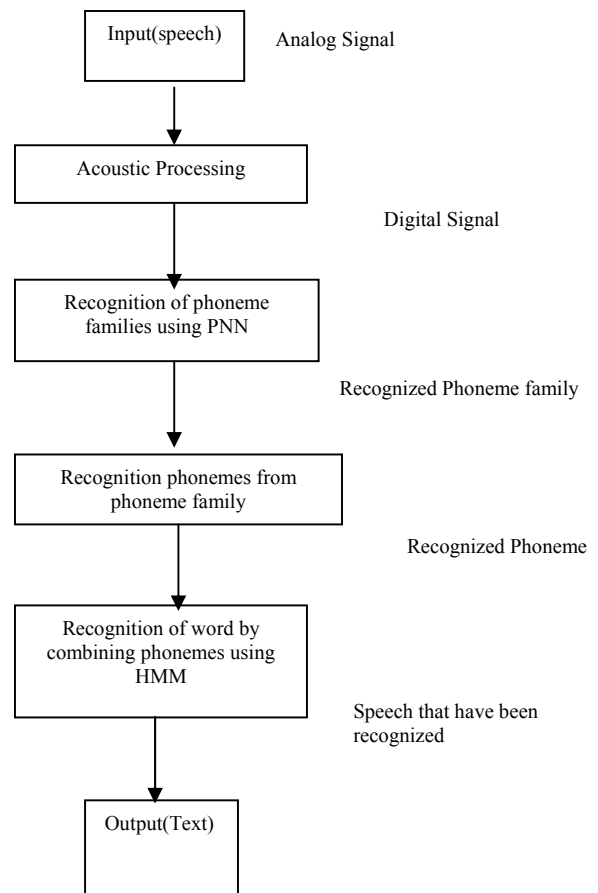 Input(speech)
Analog Signal
Acoustic Processing
Digital Signal
Recognition of phoneme
families using PNN
Recognized Phoneme family
Recognition phonemes from
phoneme family
Recognized Phoneme
Recognition of word by
combining phonemes using
HMM
Speech that have been
recognized
Output(Text)